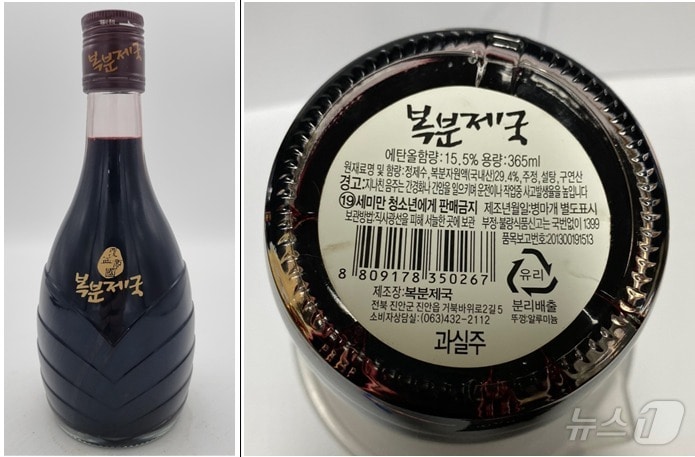 복분제국
복분제국
복분제국
에탄올함량:15.5% 용량:365ml
원재료명 및 함량:정제수, 복분자원액(국내산)29.4%, 주정, 설탕, 구연산
경고:지나친 음주는 간경화나 간암을 일으키며 운전이나 작업중 사고발생율을 높입니다.
19세미만 청소년에게 판매금지 제조년월일:병마개 별도표시
보관방법:직사광선을 피해 서늘한 곳에 보관 부정·불량식품신고는 국번없이 1399
품목보고번호:201300191513
8 809178 350267
유리
제조장:복분제국
전북 진안군 진안읍 거북바위로2길 5
소비자상담실:(063)432-2112
분리배출
뚜껑:알루미늄
과실주
뉴스1